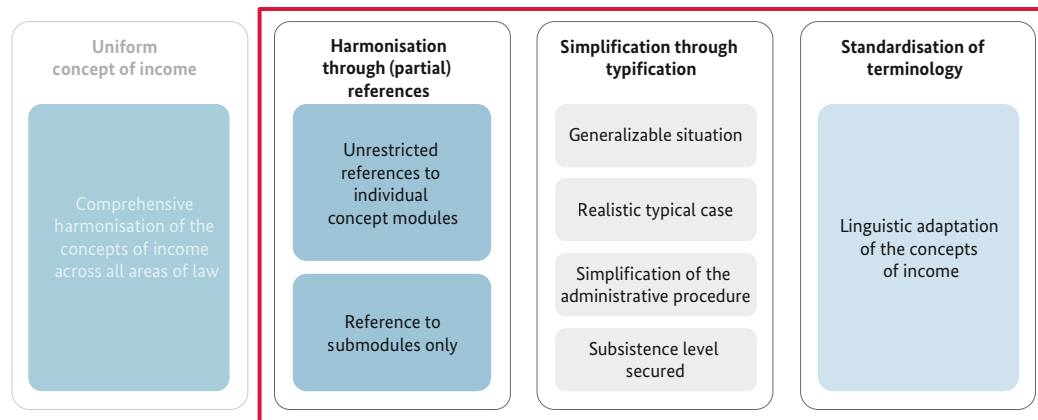 Uniform
concept of income
Comprehensive
harmonisation of the
concepts of income
across all areas of law
Harmonisation
through (partial)
references
Unrestricted
references to
individual
concept modules
Reference to
submodules only
Simplification through
typification
Generalizable situation
Realistic typical case
Simplification of the
administrative procedure
Subsistence level
secured
Standardisation of
terminology
Linguistic adaptation
of the concepts
of income